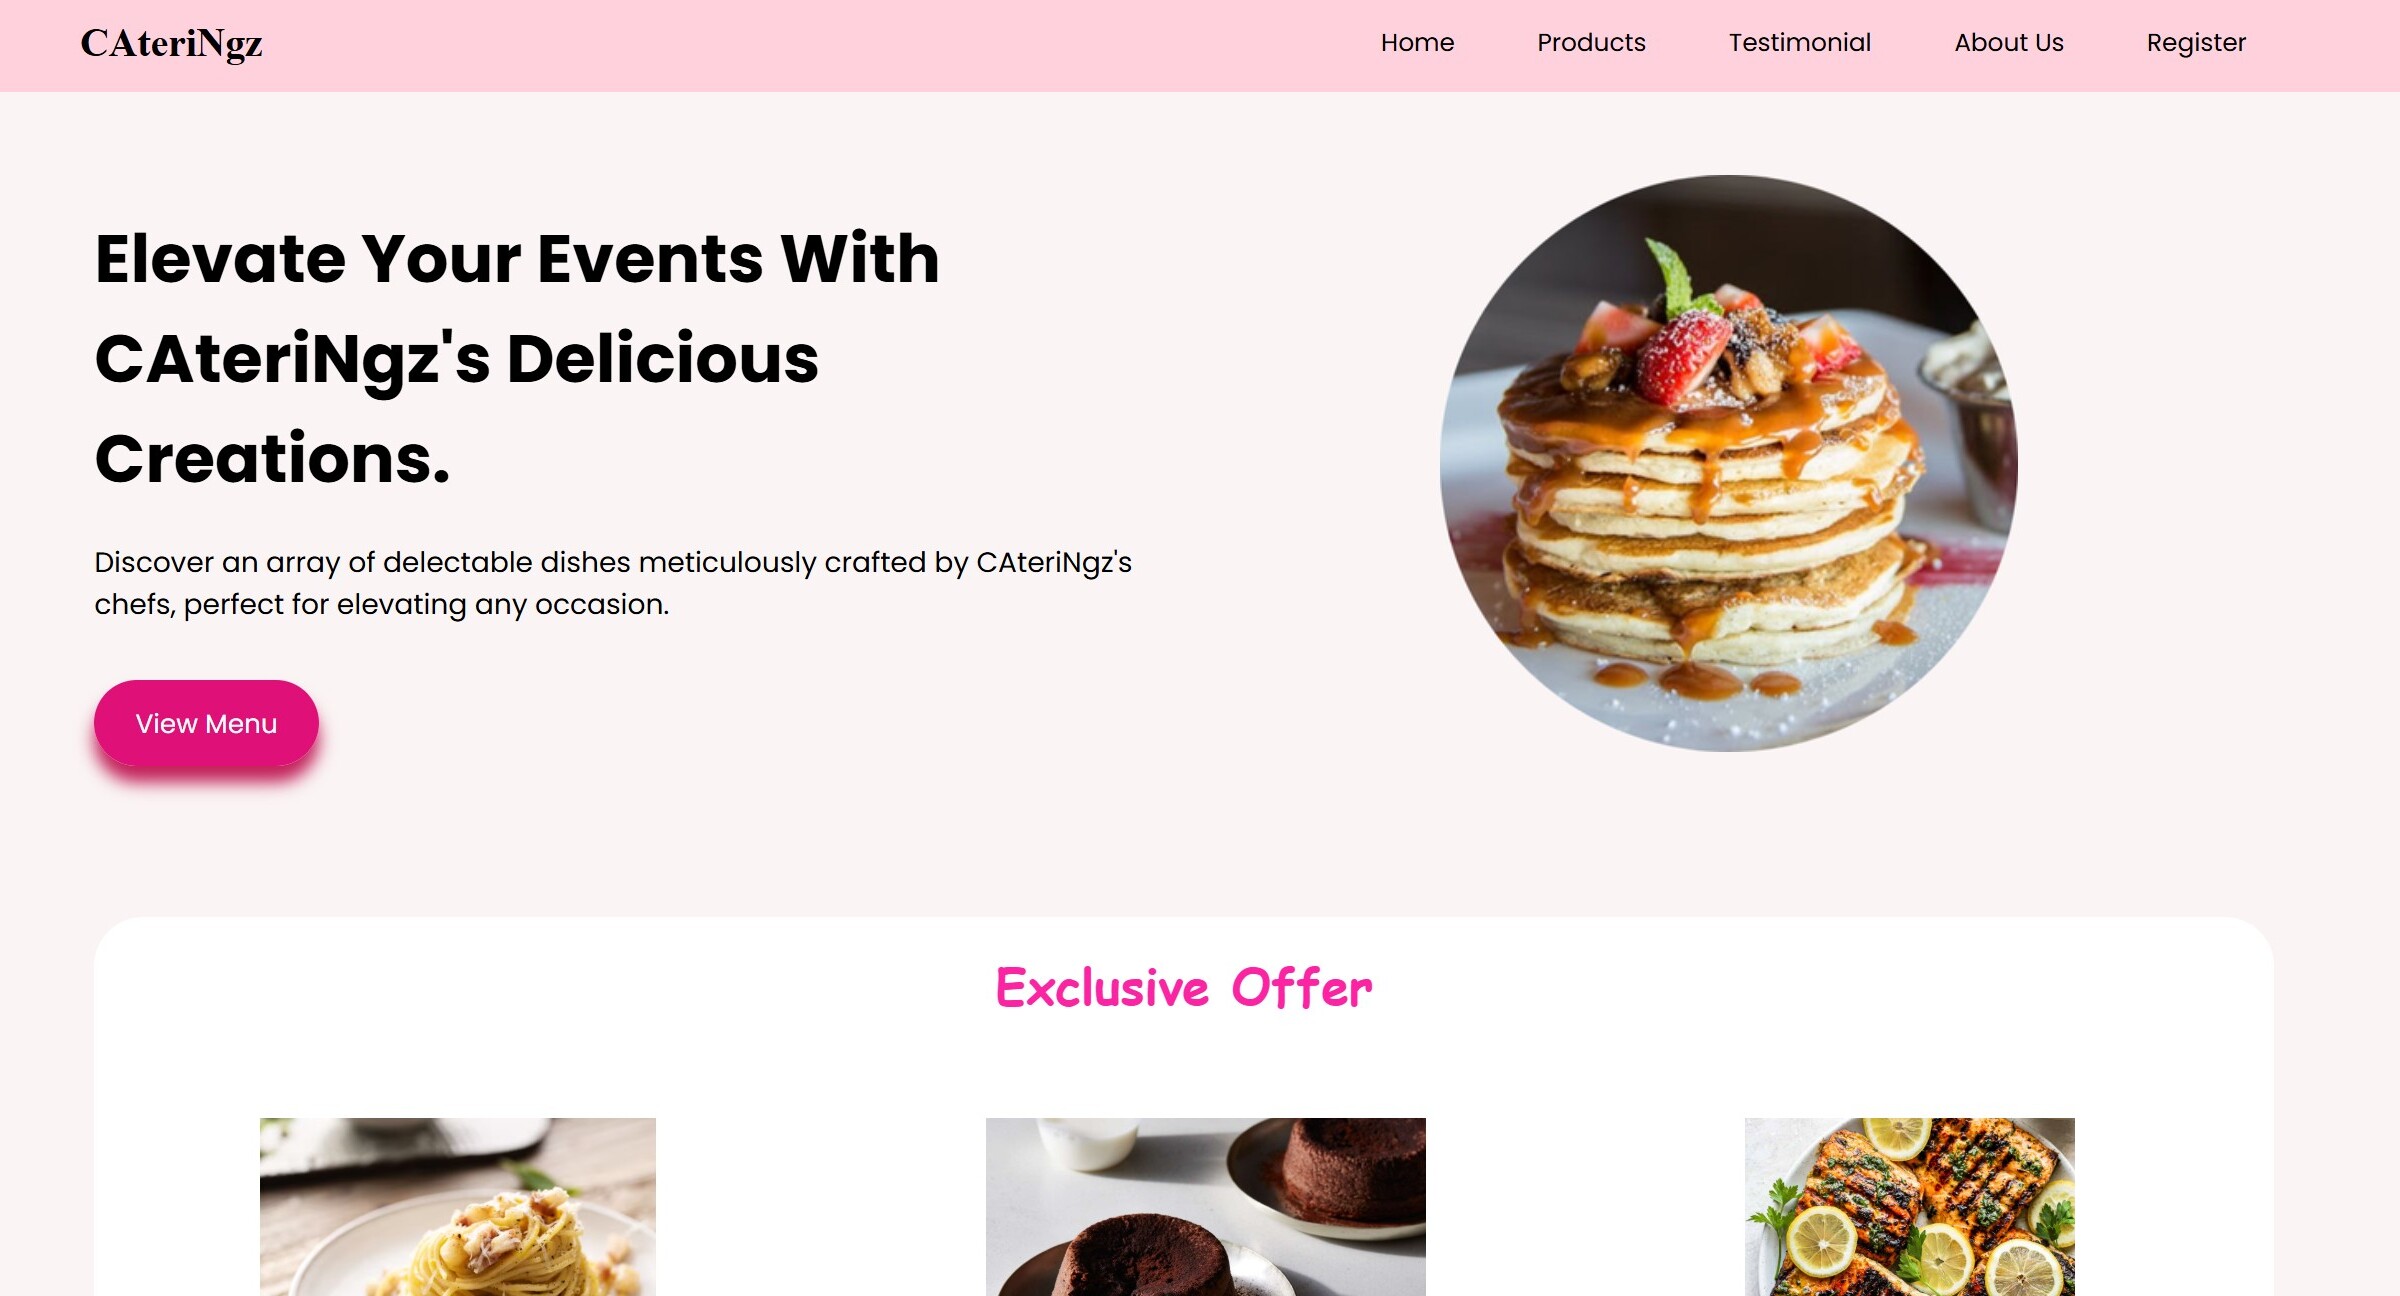 CAteriNgz
Home
Products
Testimonial
About Us
Register
Elevate Your Events With
CAteriNgz's Delicious
Creations.
Discover an array of delectable dishes meticulously crafted by CAteriNgz's
chefs, perfect for elevating any occasion.
View Menu
Exclusive Offer